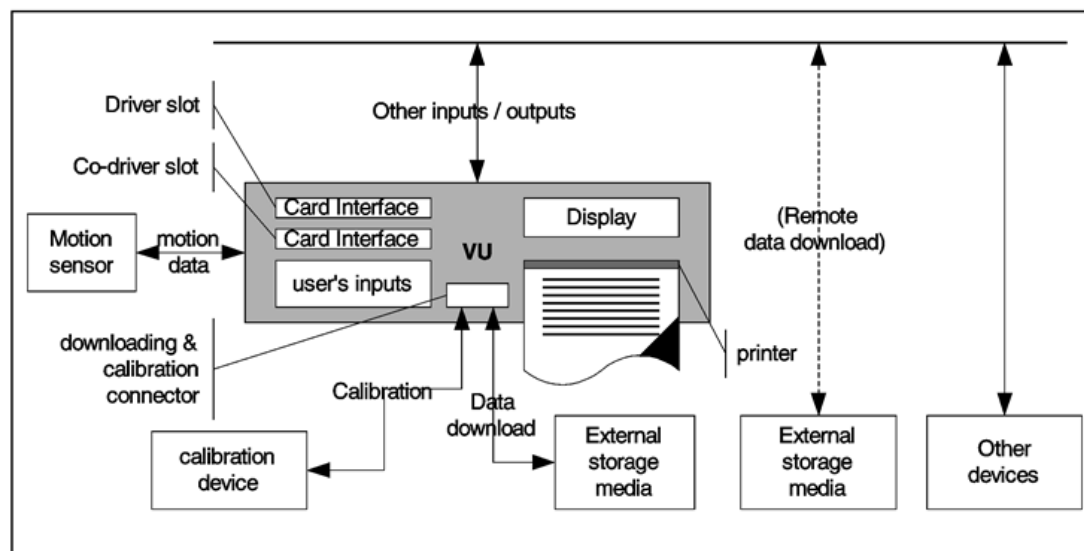 Other inputs / outputs
Driver slot
Co-driver slot
Card Interface
Card Interface
VU
Display
user's inputs
Motion
sensor
motion
data
(Remote
data download)
downloading &
calibration
connector
printer
Calibration
Data
download
calibration
device
External
storage
media
External
storage
media
Other
devices